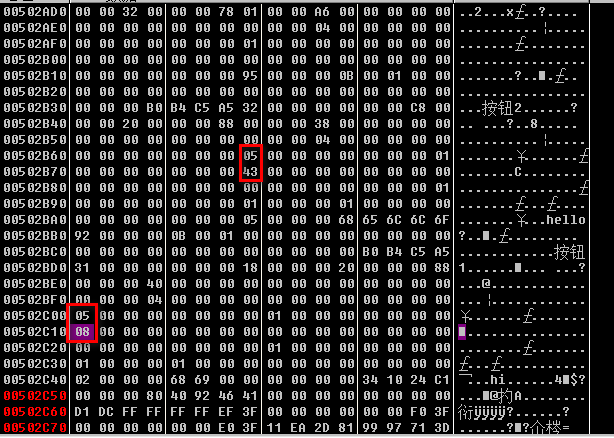 00502AD0 00 00 32 00 00 00 78 01 00 00 A6 00 00 00 00 00 ..2...x£..?.....
00502AE0 00 00 00 00 00 00 00 00 00 00 04 00 00 00 00 00
00502AF0 00 00 00 00 00 00 00 01 00 00 00 00 00 00 00 00
00502B00 00 00 00 00 00 00 00 00 00 00 00 00 00 00 00 00 ................
00502B10 00 00 00 00 00 00 00 95 00 00 00 0B 00 01 00 00
00502B20 00 00 00 00 00 00 00 00 00 00 00 00 00 00 00 00 ................
00502B30 00 00 00 B0 B4 C5 A5 32 00 00 00 00 00 00 C8 00 ...按钮2......?
00502B40 00 00 20 00 00 00 88 00 00 00 38 00 00 00 00 00 .. ...?..8.....
00502B50 00 00 00 00 00 00 00 00 00 00 04 00 00 00 00 00
00502B60 00 00 00 00 00 00 00 05 00 00 00 00 00 00 00 01
00502B70 00 00 00 00 00 00 00 43 00 00 00 00 00 00 00 00 .......C........
00502B80 00 00 00 00 00 00 00 00 00 00 00 00 00 00 00 01 ...............£
00502B90 00 00 00 00 00 00 00 01 00 00 00 01 00 00 00 00
00502BA0 00 00 00 00 00 00 00 05 00 00 00 68 65 6C 6C 6F .......¥...hello
00502BB0 92 00 00 00 0B 00 01 00 00 00 00 00 00 00 00 00
00502BC0 00 00 00 00 00 00 00 00 00 00 00 00 B0 B4 C5 A5 ............按钮
00502BD0 31 00 00 00 00 00 00 18 00 00 00 20 00 00 00 88
00502BE0 00 00 00 40 00 00 00 00 00 00 00 00 00 00 00 00 ...@............
00502BF0 00 00 00 04 00 00 00 00 00 00 00 00 00 00 00 00
00502C00 05 00 00 00 00 00 00 00 01 00 00 00 00 00 00 00 ¥.......£.......
00502C10 08 00 00 00 00 00 00 00 00 00 00 00 00 00 00 00
00502C20 00 00 00 00 00 00 00 00 01 00 00 00 00 00 00 00 ........£.......
00502C30 01 00 00 00 01 00 00 00 00 00 00 00 00 00 00 00
00502C40 02 00 00 00 68 69 00 00 00 00 00 00 34 10 24 C1
00502C50 00 00 00 80 40 92 46 41 00 00 00 00 00 00 00 00
00502C60 D1 DC FF FF FF FF EF 3F 00 00 00 00 00 00 F0 3F
00502C70 00 00 00 00 00 00 E0 3F 11 EA 2D 81 99 97 71 3D